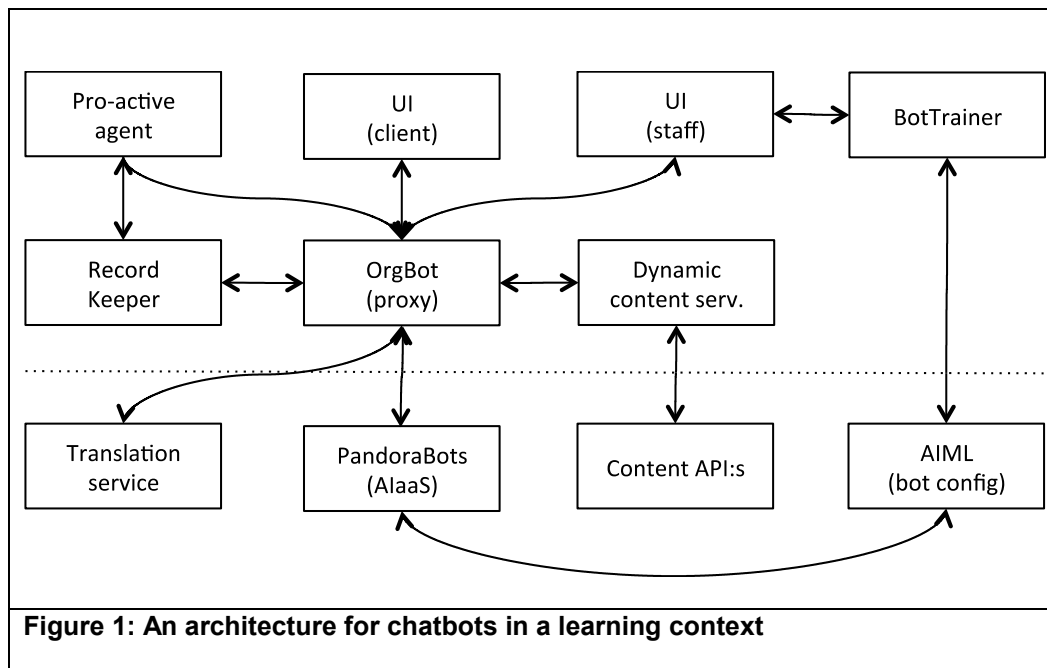 Pro-active
agent
UI
(client)
UI
(staff)
BotTrainer
Record
Keeper
OrgBot
(proxy)
Dynamic
content serv.
Translation
service
PandoraBots
(AIaaS)
Content API:s
AIML
(bot config)
Figure 1: An architecture for chatbots in a learning context